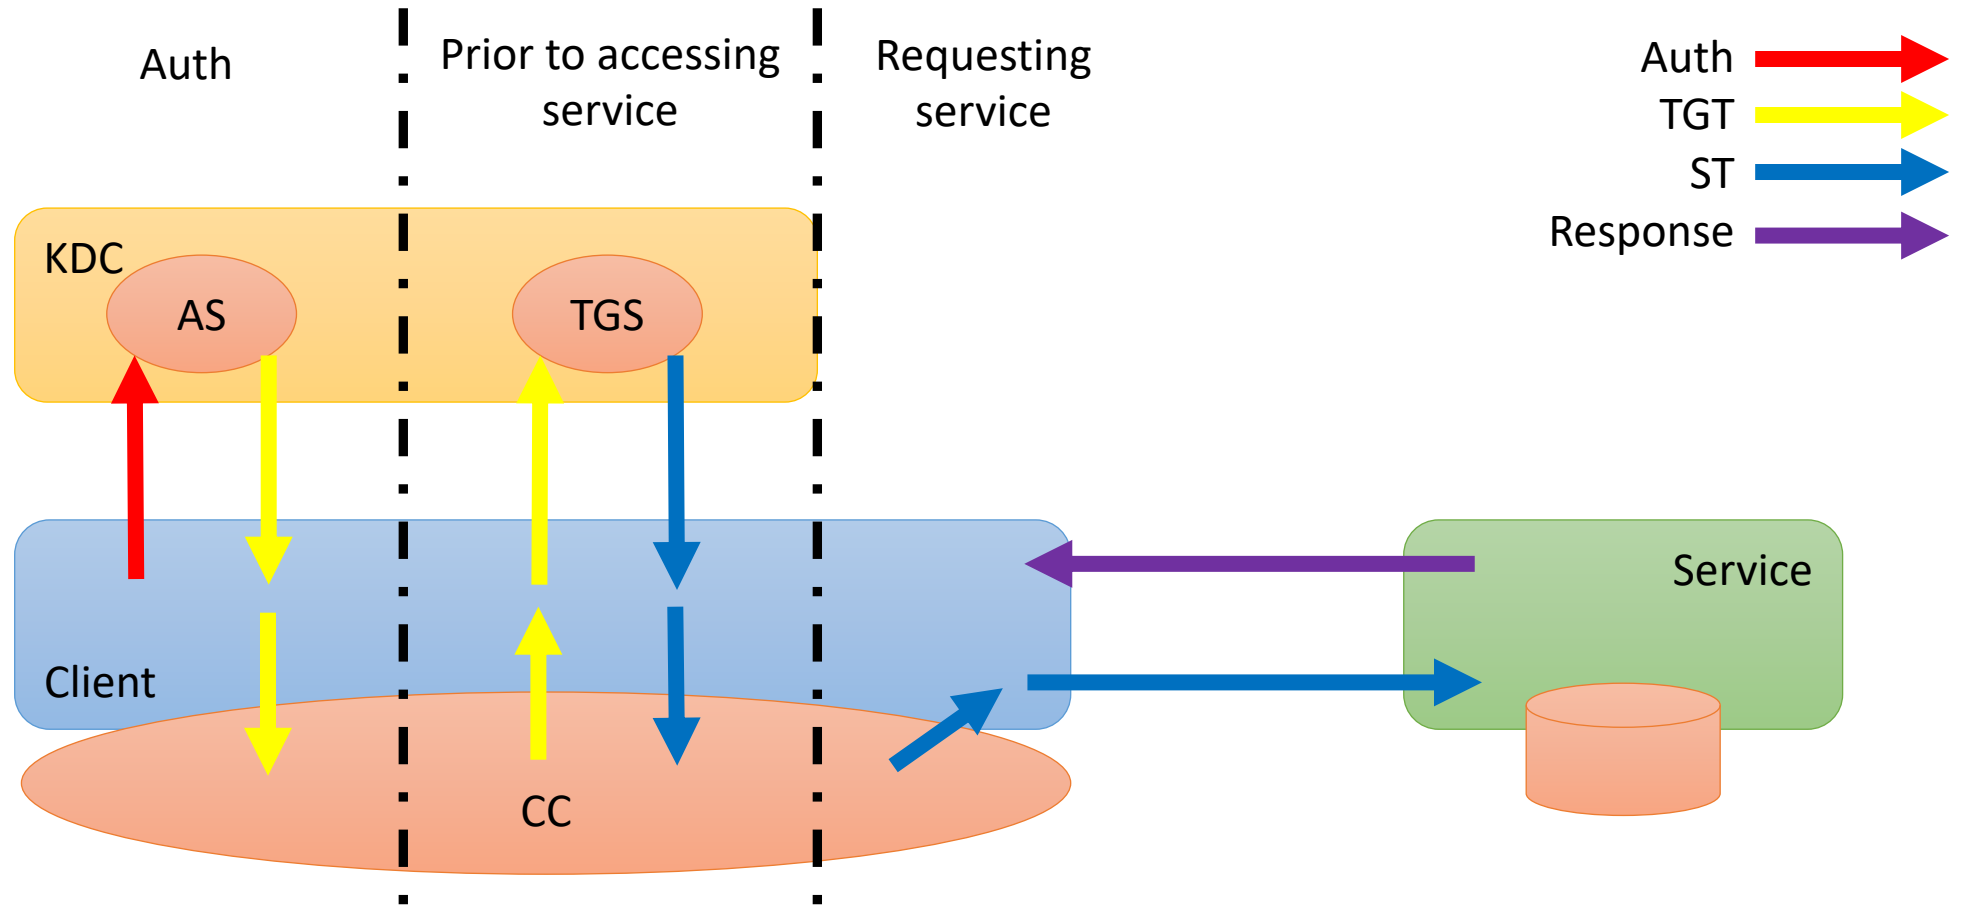 Auth
Prior to accessing
service
Requesting
service
Auth
TGT
ST
Response
KDC
AS
TGS
Client
CC
Service